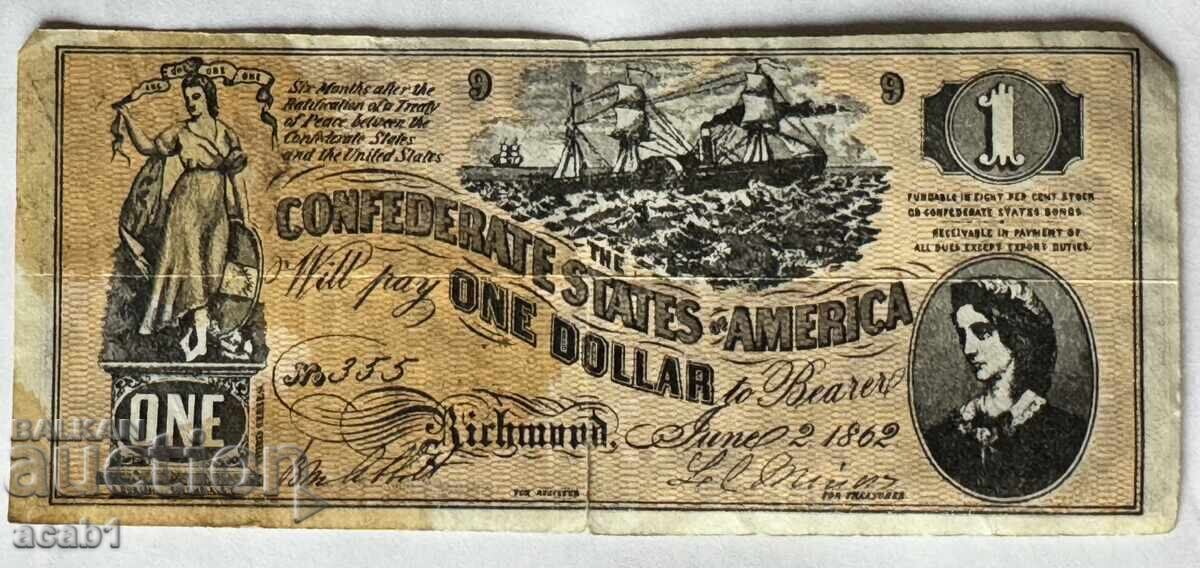 ONE ONE ONE
Six Months after the
Ratification of a Treaty
of Peace between the
Confederate States
and the United States
9
9
1
FUNDABLE IN EIGHT PER CENT STOCK
OR CONFEDERATE STATES BONDS
RECEIVABLE IN PAYMENT OF
ALL DUES EXCEPT EXPORT DUTIES.
THE
CONFEDERATE STATES OF AMERICA
Will pay ONE DOLLAR to Bearer
No 355
Richmond, June 2 1862
ONE
FOR REGISTER
FOR TREASURER
BALKAN
auction
acab1